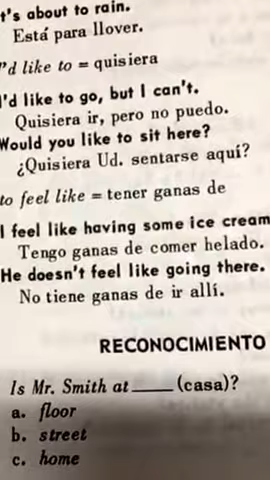 t's about to rain.
Está para llover.
'd like to = quisiera
I'd like to go, but I can't.
Quisiera ir, pero no puedo.
Would you like to sit here?
¿Quisiera Ud. sentarse aquí?
to feel like = tener ganas de
I feel like having some ice cream
Tengo ganas de comer helado.
He doesn't feel like going there.
No tiene ganas de ir allí.
RECONOCIMIENTO
Is Mr. Smith at ____ (casa)?
a. floor
b. street
c. home